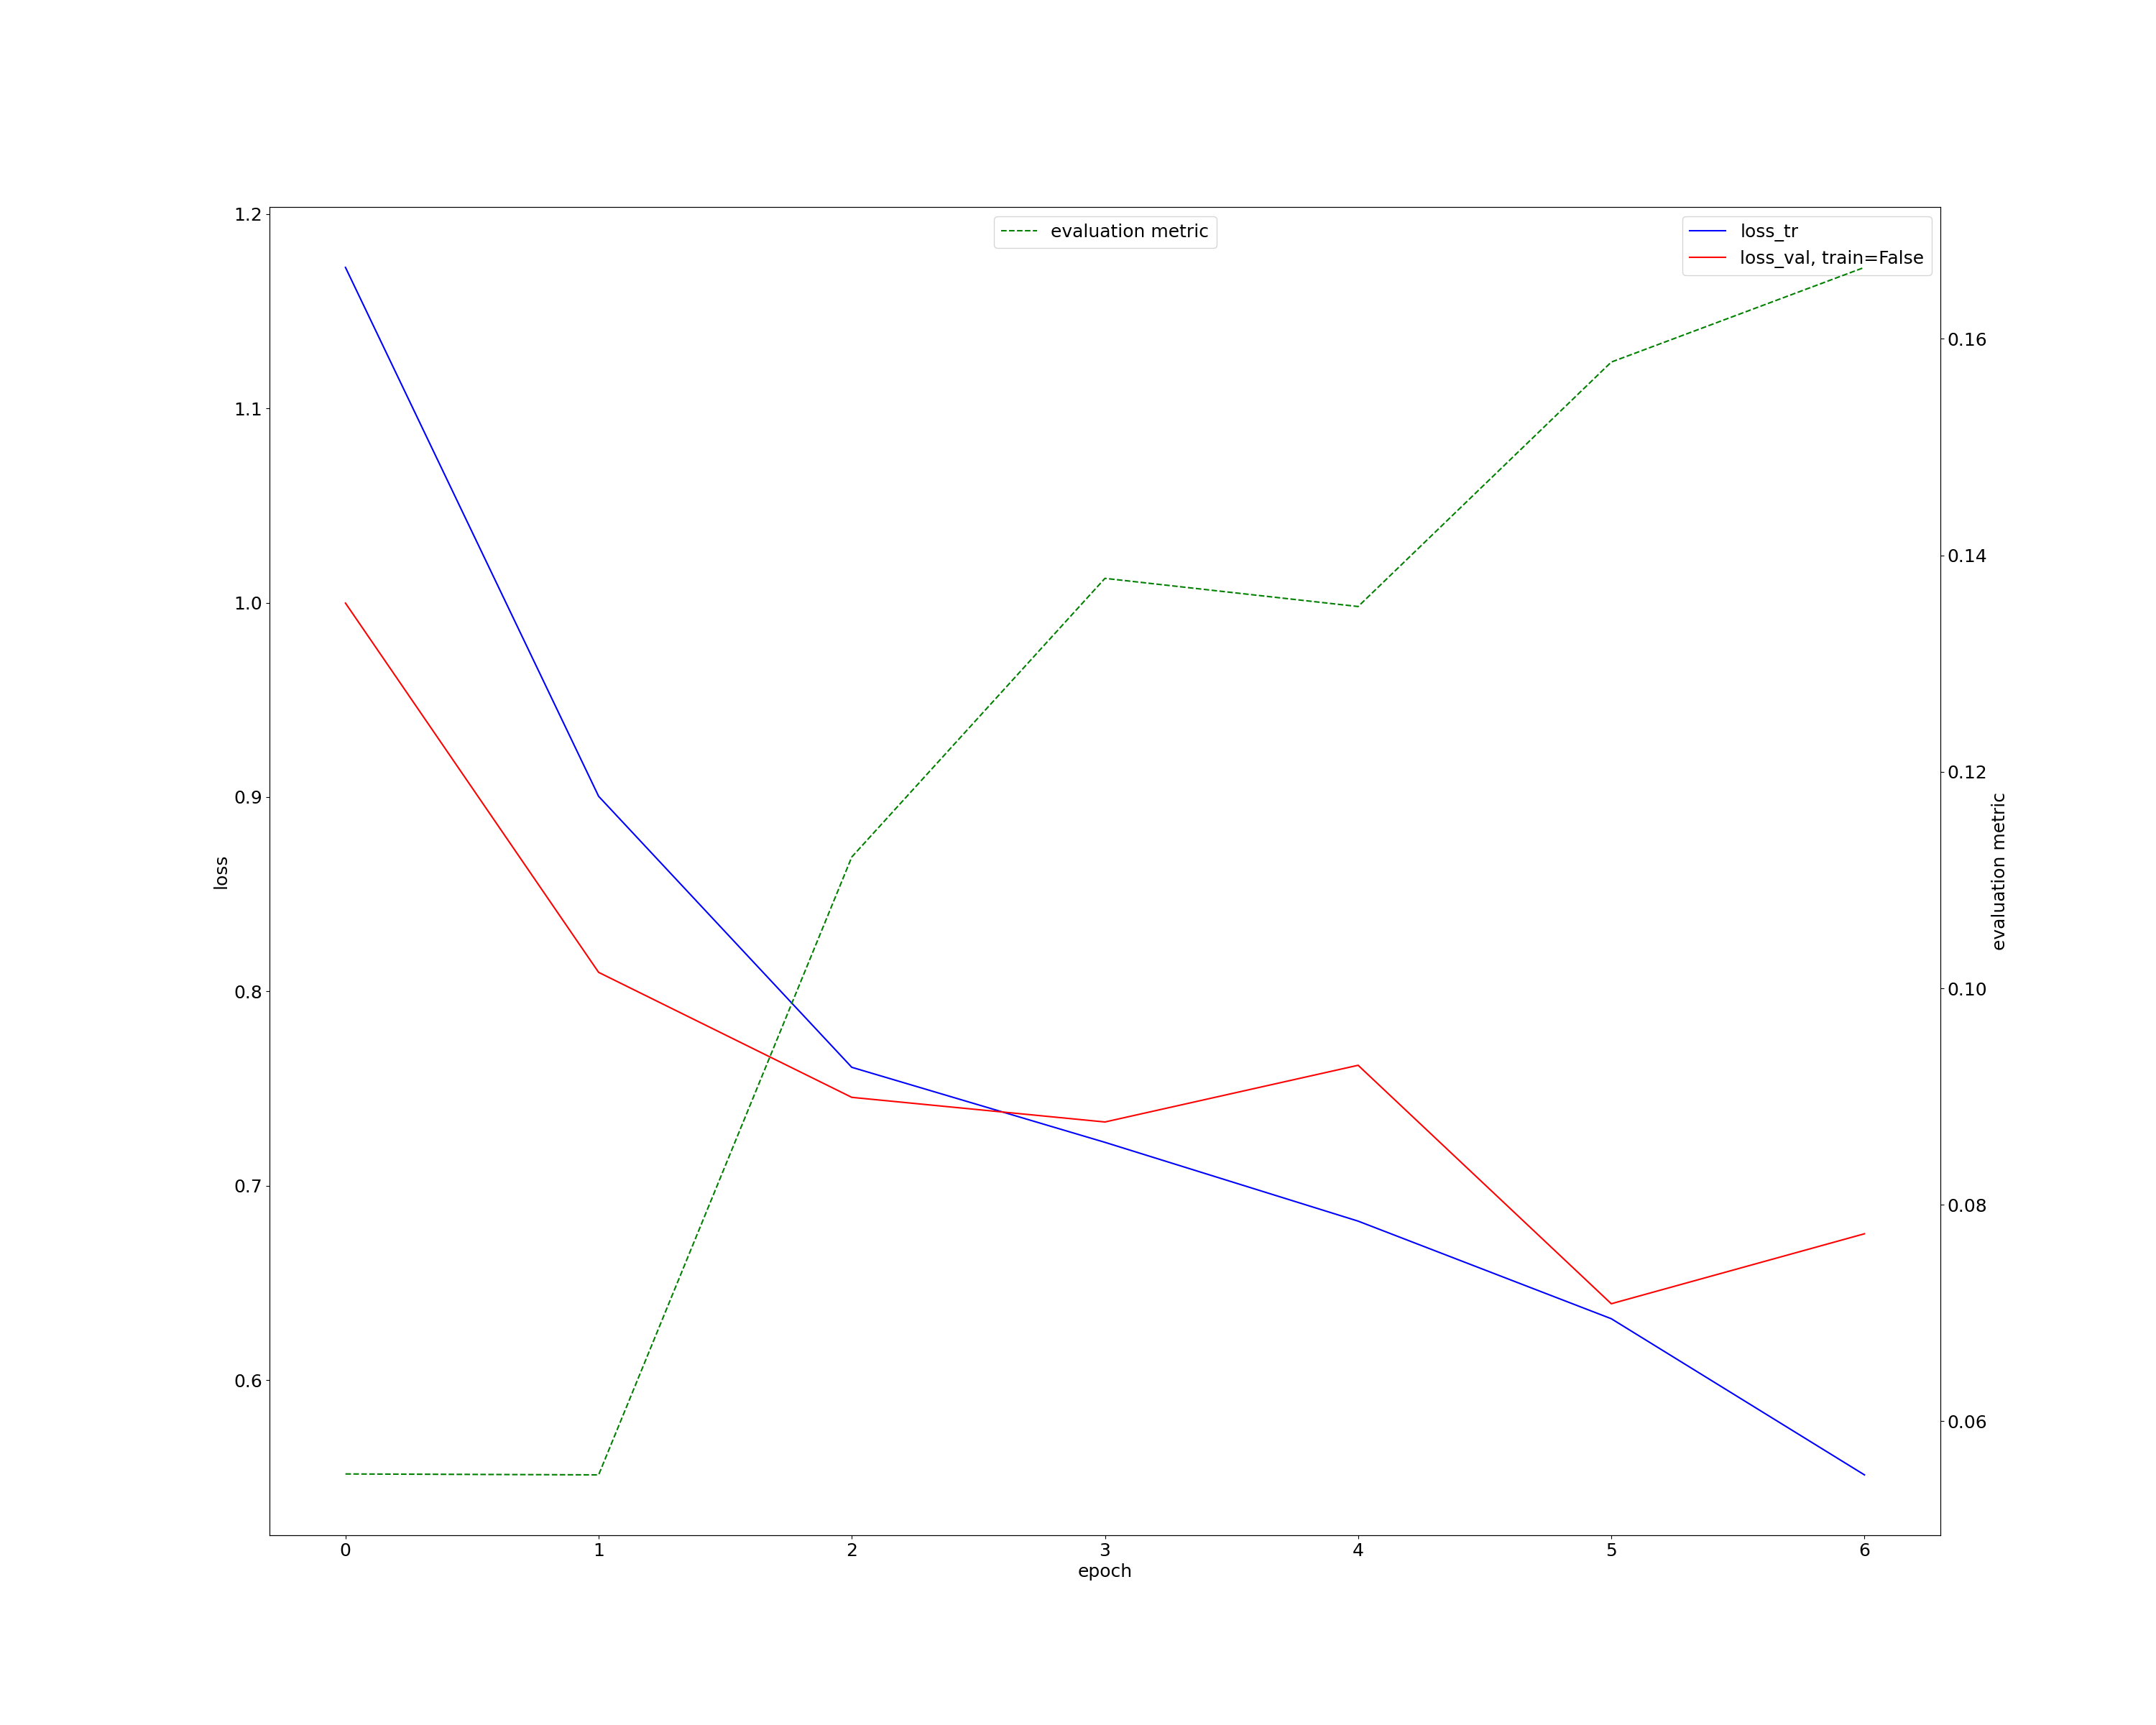 evaluation metric
loss_tr
loss_val, train=False
1.2
1.1
1.0
0.9
0.8
0.7
0.6
loss
0.16
0.14
0.12
0.10
0.08
0.06
evaluation metric
0 1 2 3 4 5 6
epoch